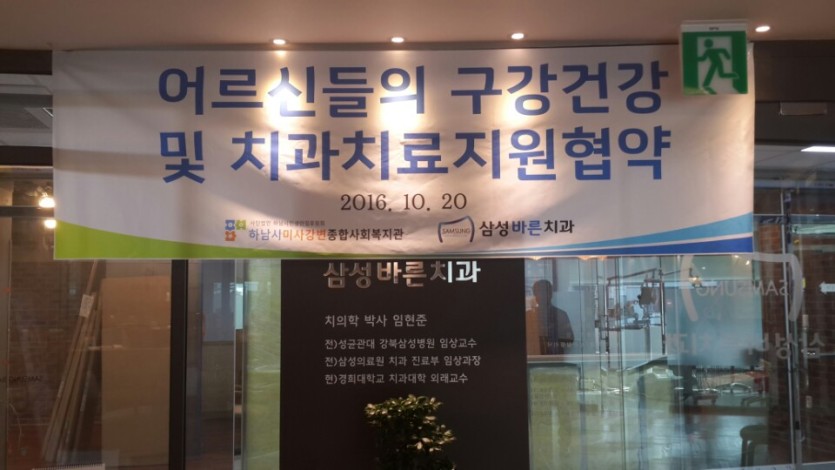 어르신들의 구강건강
및 치과치료지원협약
2016. 10. 20
하남시미사강변종합사회복지관
SAMSUNG 삼성바른치과
삼성바른치과
치의학 박사 임현준
전)성균관대 강북삼성병원 임상교수
전)삼성의료원 치과 진료부 임상과장
현)경희대학교 치과대학 외래교수
SAMSUNG